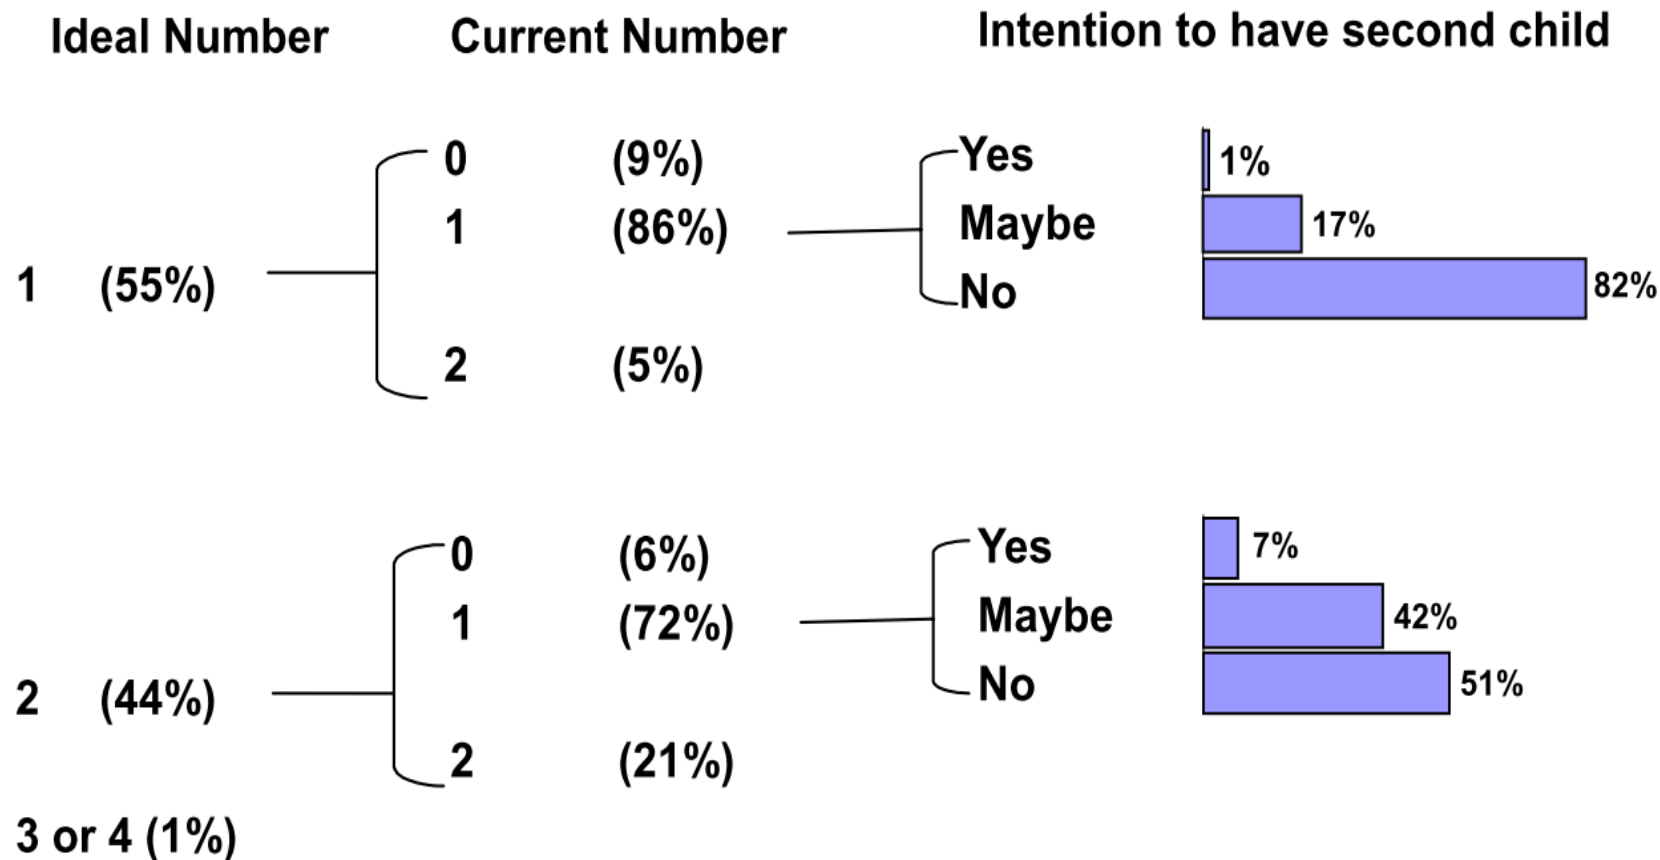 Ideal Number Current Number Intention to have second child
0 (9%) Yes 1%
1 (86%) Maybe 17%
1 (55%) No 82%
2 (5%)
0 (6%) Yes 7%
1 (72%) Maybe 42%
2 (44%) No 51%
2 (21%)
3 or 4 (1%)